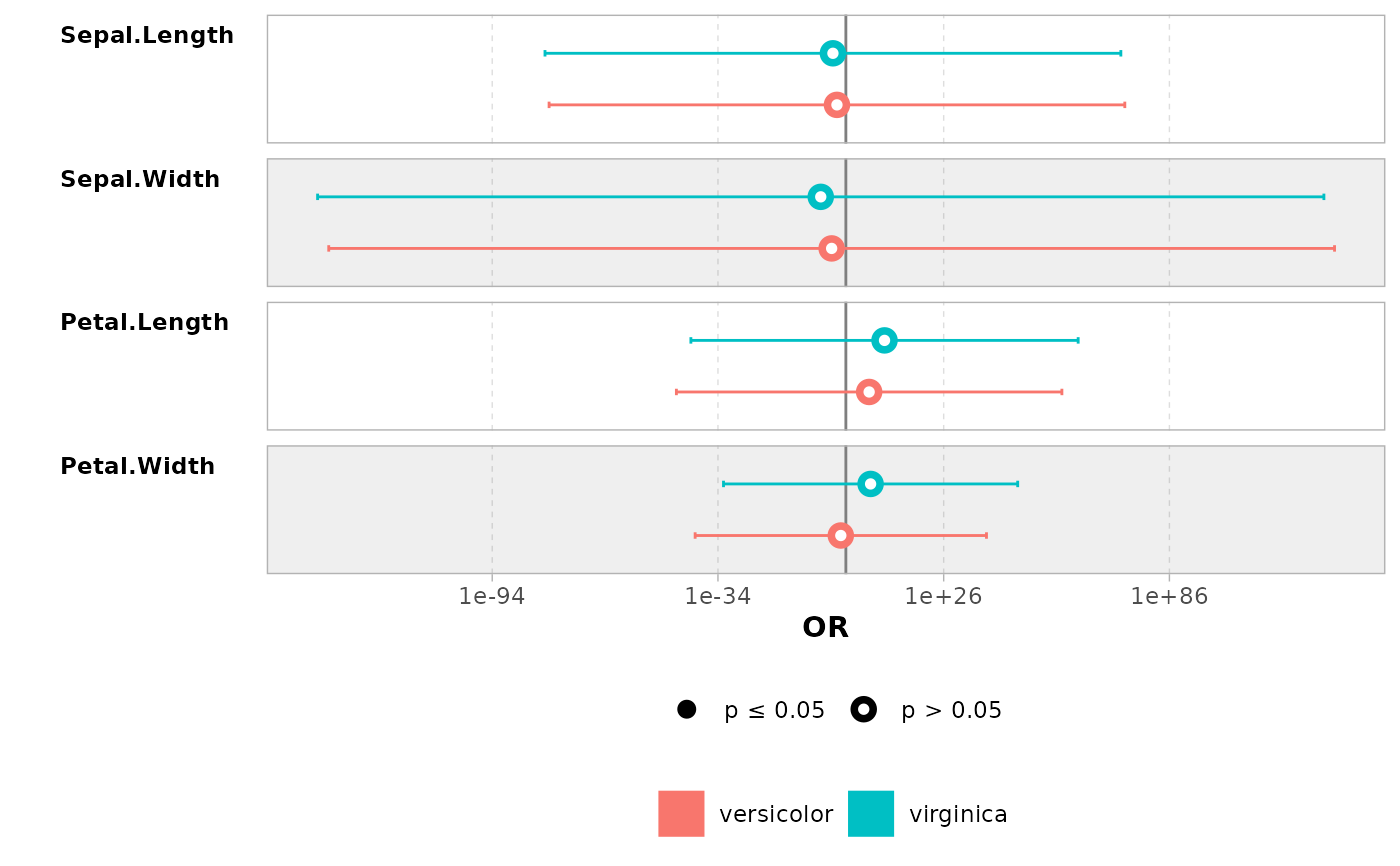 Sepal.Length
Sepal.Width
Petal.Length
Petal.Width
1e-94 1e-34 1e+26 1e+86
OR
p ≤ 0.05 p > 0.05
versicolor virginica